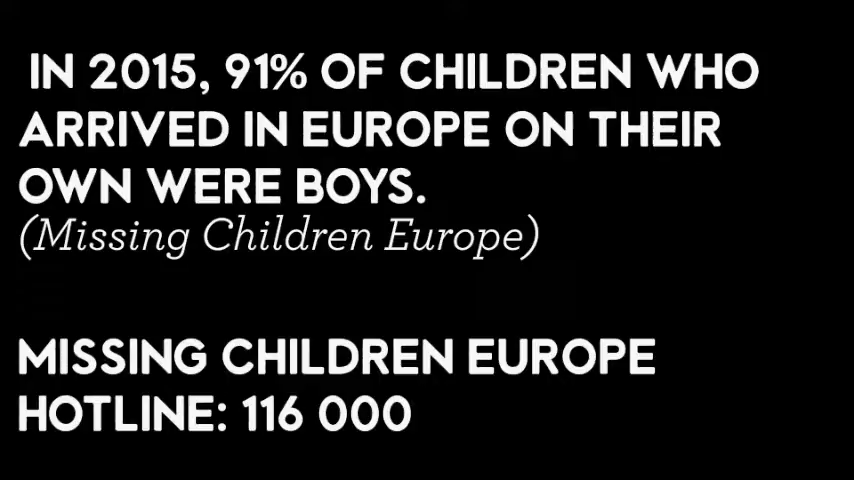 IN 2015, 91% OF CHILDREN WHO
ARRIVED IN EUROPE ON THEIR
OWN WERE BOYS.
(Missing Children Europe)
MISSING CHILDREN EUROPE
HOTLINE: 116 000